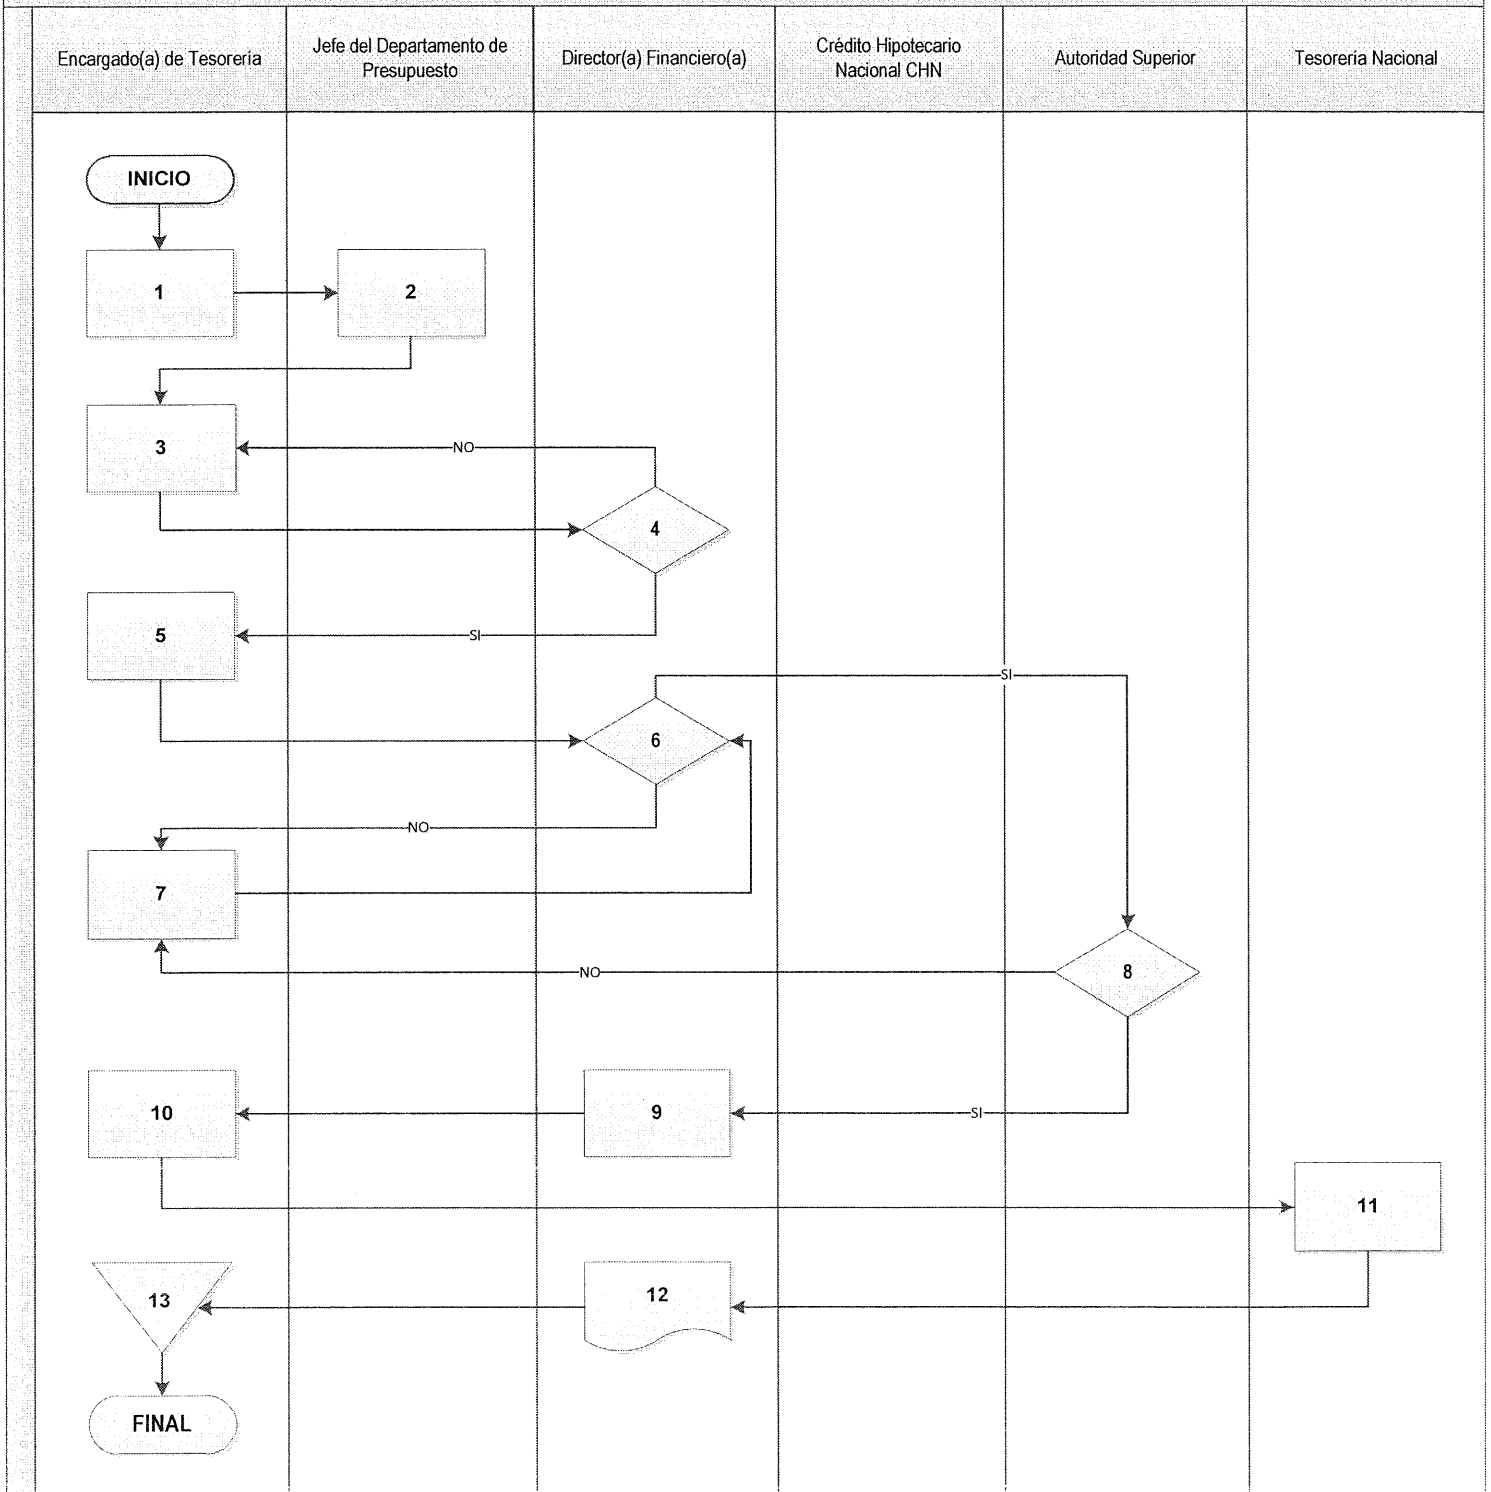 Encargado(a) de Tesorería
Jefe del Departamento de
Presupuesto
Director(a) Financiero(a)
Crédito Hipotecario
Nacional CHN
Autoridad Superior
Tesorería Nacional
INICIO
1
2
3
NO
4
5
SI
SI
6
NO
7
8
NO
10
9
SI
11
13
12
FINAL